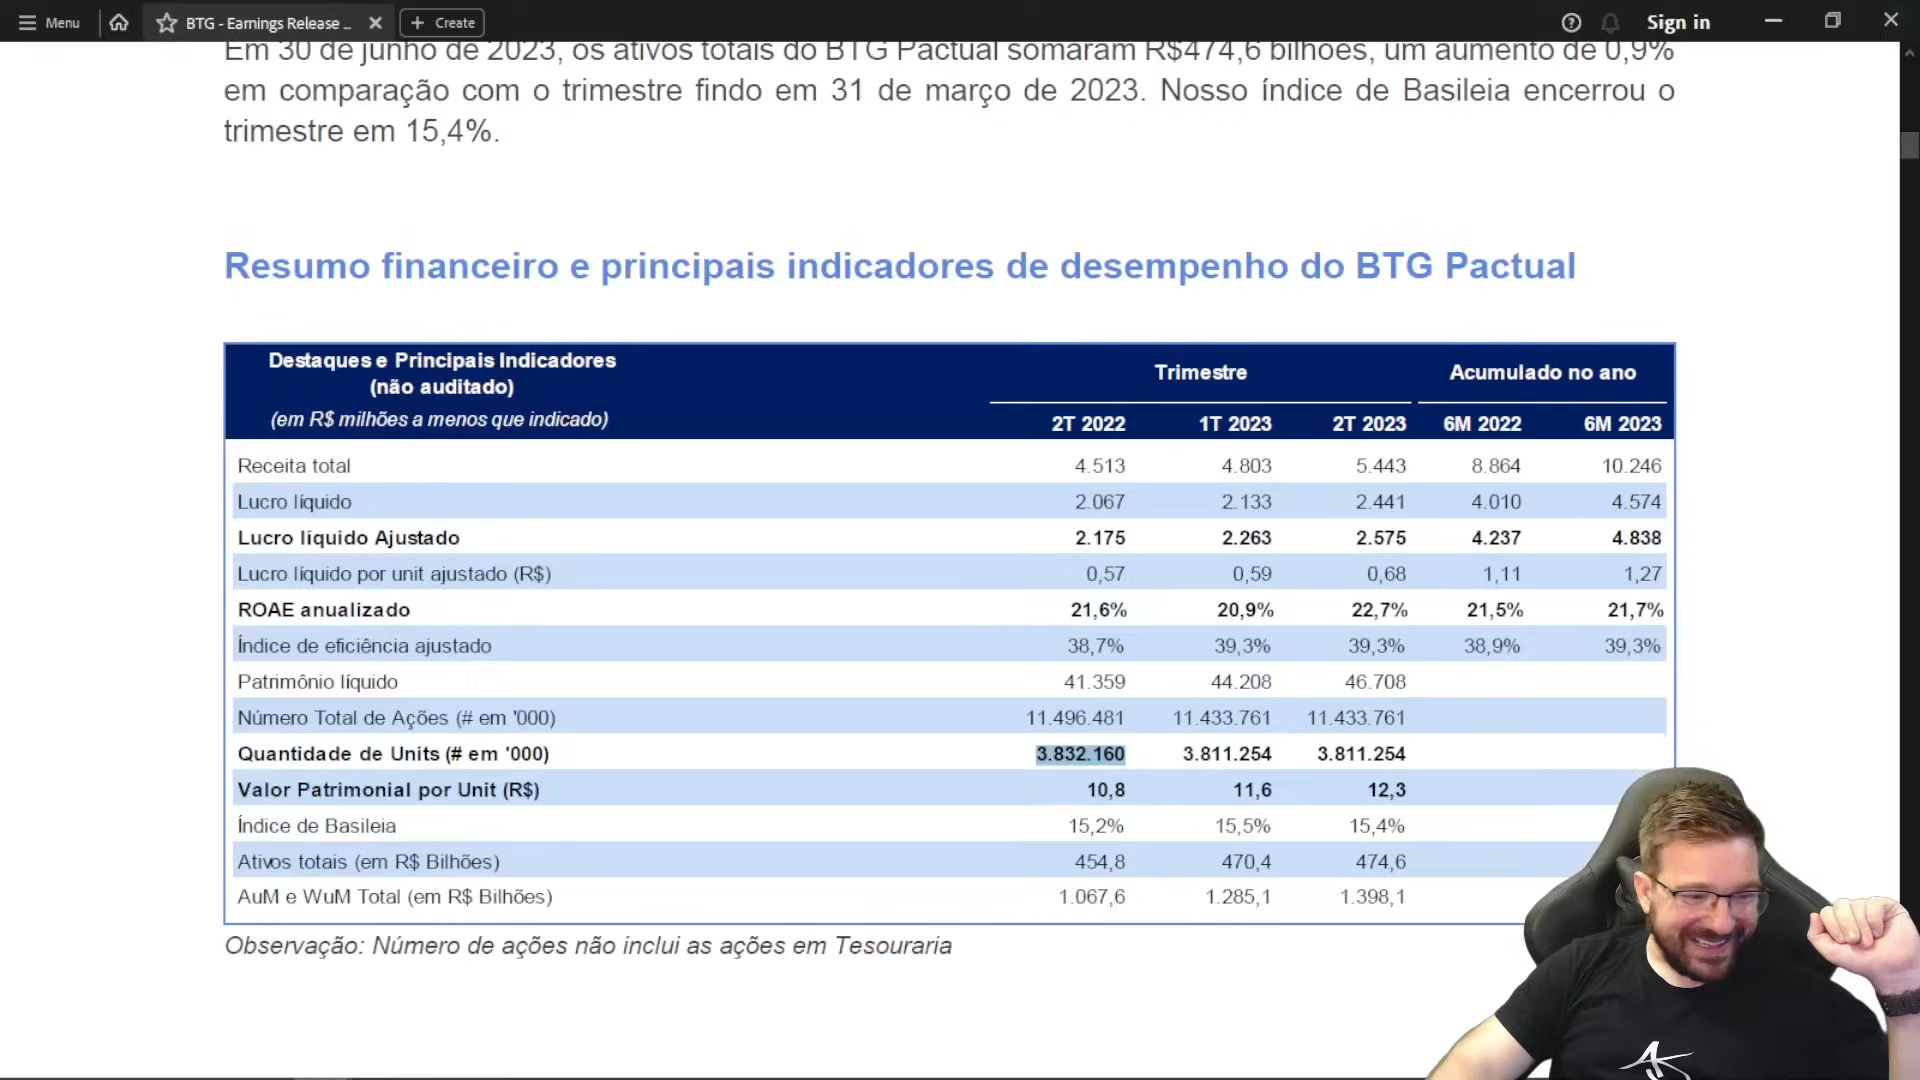 Menu
BTG - Earnings Release ...
Create
Sign in
Em 30 de junho de 2023, os ativos totais do BTG Pactual somaram R$474,6 bilhões, um aumento de 0,9%
em comparação com o trimestre findo em 31 de março de 2023. Nosso índice de Basileia encerrou o
trimestre em 15,4%.
Resumo financeiro e principais indicadores de desempenho do BTG Pactual
Destaques e Principais Indicadores
(não auditado)
(em R$ milhões a menos que indicado)
Trimestre
Acumulado no ano
2T 2022 1T 2023 2T 2023 6M 2022 6M 2023
Receita total 4.513 4.803 5.443 8.864 10.246
Lucro líquido 2.067 2.133 2.441 4.010 4.574
Lucro líquido Ajustado 2.175 2.263 2.575 4.237 4.838
Lucro líquido por unit ajustado (R$) 0,57 0,59 0,68 1,11 1,27
ROAE anualizado 21,6% 20,9% 22,7% 21,5% 21,7%
Índice de eficiência ajustado 38,7% 39,3% 39,3% 38,9% 39,3%
Patrimônio líquido 41.359 44.208 46.708
Número Total de Ações (# em '000) 11.496.481 11.433.761 11.433.761
Quantidade de Units (# em '000) 3.832.160 3.811.254 3.811.254
Valor Patrimonial por Unit (R$) 10,8 11,6 12,3
Índice de Basileia 15,2% 15,5% 15,4%
Ativos totais (em R$ Bilhões) 454,8 470,4 474,6
AuM e WuM Total (em R$ Bilhões) 1.067,6 1.285,1 1.398,1
Observação: Número de ações não inclui as ações em Tesouraria